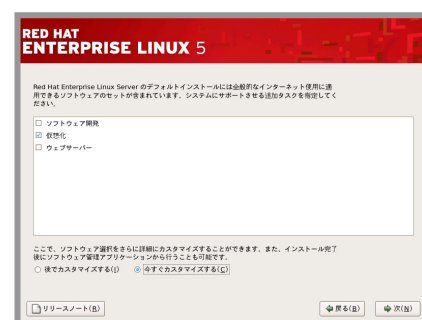 RED HAT
ENTERPRISE LINUX 5
Red Hat Enterprise Linux Server のデフォルトインストールには全般的なインターネット使用に適
用できるソフトウェアのセットが含まれています。システムにサポートさせる追加タスクを指定してく
ださい。
ソフトウェア開発
仮想化
ウェブサーバー
ここで、ソフトウェア選択をさらに詳細にカスタマイズすることができます。また、インストール完了
後にソフトウェア管理アプリケーションから行うことも可能です。
後でカスタマイズする(l) 今すぐカスタマイズする(C)
リリースノート(R) 戻る(B) 次(N)